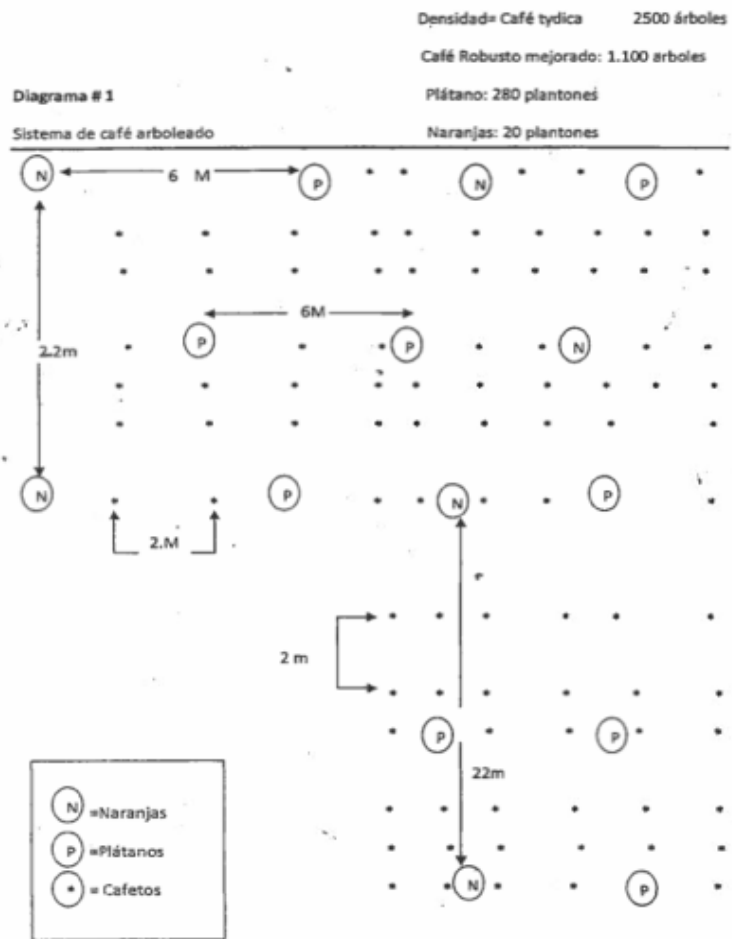 Densidad= Café tydica 2500 árboles
Café Robusto mejorado: 1.100 arboles
Diagrama # 1
Plátano: 280 plantones
Sistema de café arboleado
Naranjas: 20 plantones
N 6 M P N P
6M
2.2m P P N
N P N P
2.M
2 m
P P
22m
N =Naranjas
P =Plátanos
= Cafetos
N P